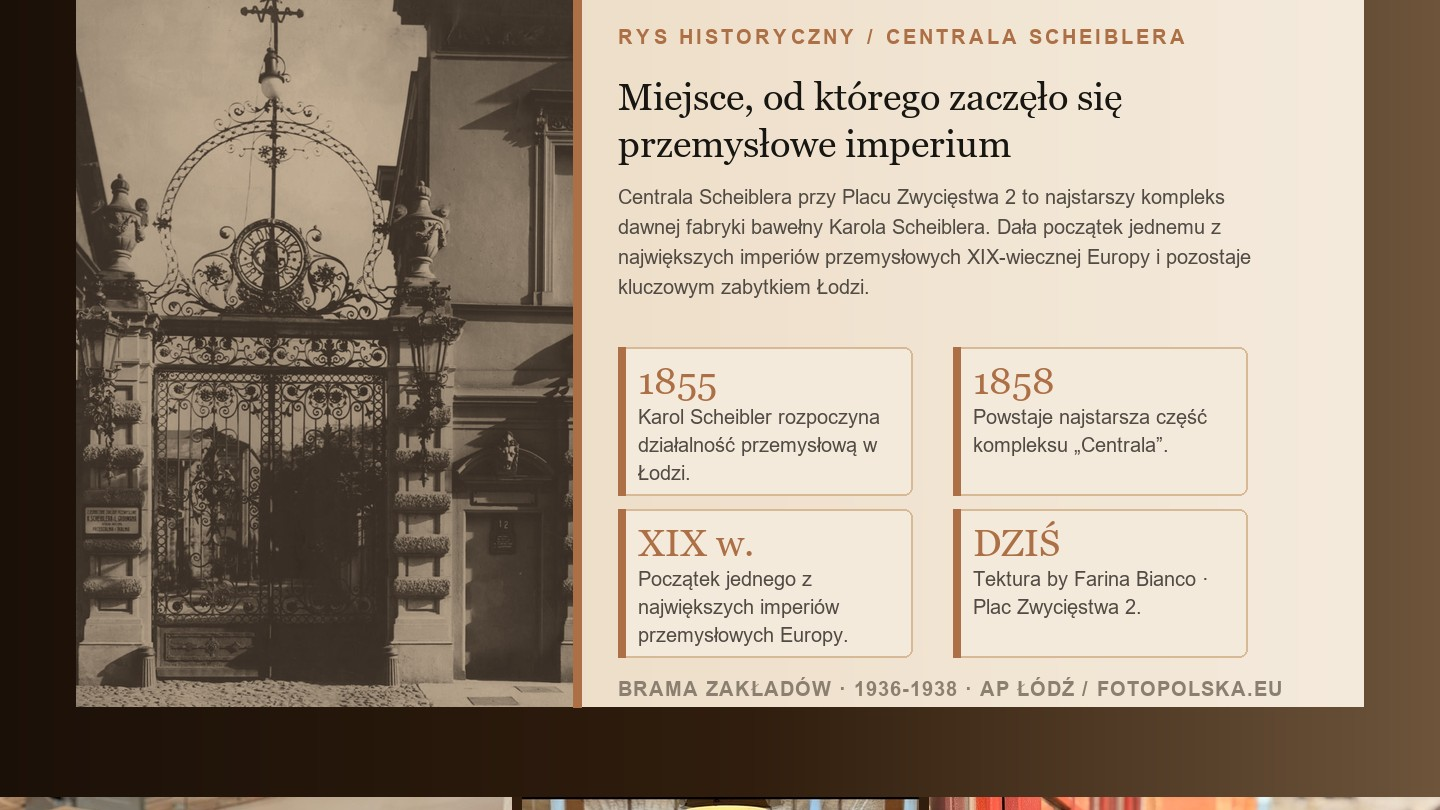 RYS HISTORYCZNY / CENTRALA SCHEIBLERA
Miejsce, od którego zaczęło się
przemysłowe imperium
Centrala Scheiblera przy Placu Zwycięstwa 2 to najstarszy kompleks
dawnej fabryki bawełny Karola Scheiblera. Dała początek jednemu z
największych imperiów przemysłowych XIX-wiecznej Europy i pozostaje
kluczowym zabytkiem Łodzi.
1855
Karol Scheibler rozpoczyna
działalność przemysłową w
Łodzi.
1858
Powstaje najstarsza część
kompleksu „Centrala”.
XIX w.
Początek jednego z
największych imperiów
przemysłowych Europy.
DZIŚ
Tektura by Farina Bianco ·
Plac Zwycięstwa 2.
BRAMA ZAKŁADÓW · 1936-1938 · AP ŁÓDŹ / FOTOPOLSKA.EU
12